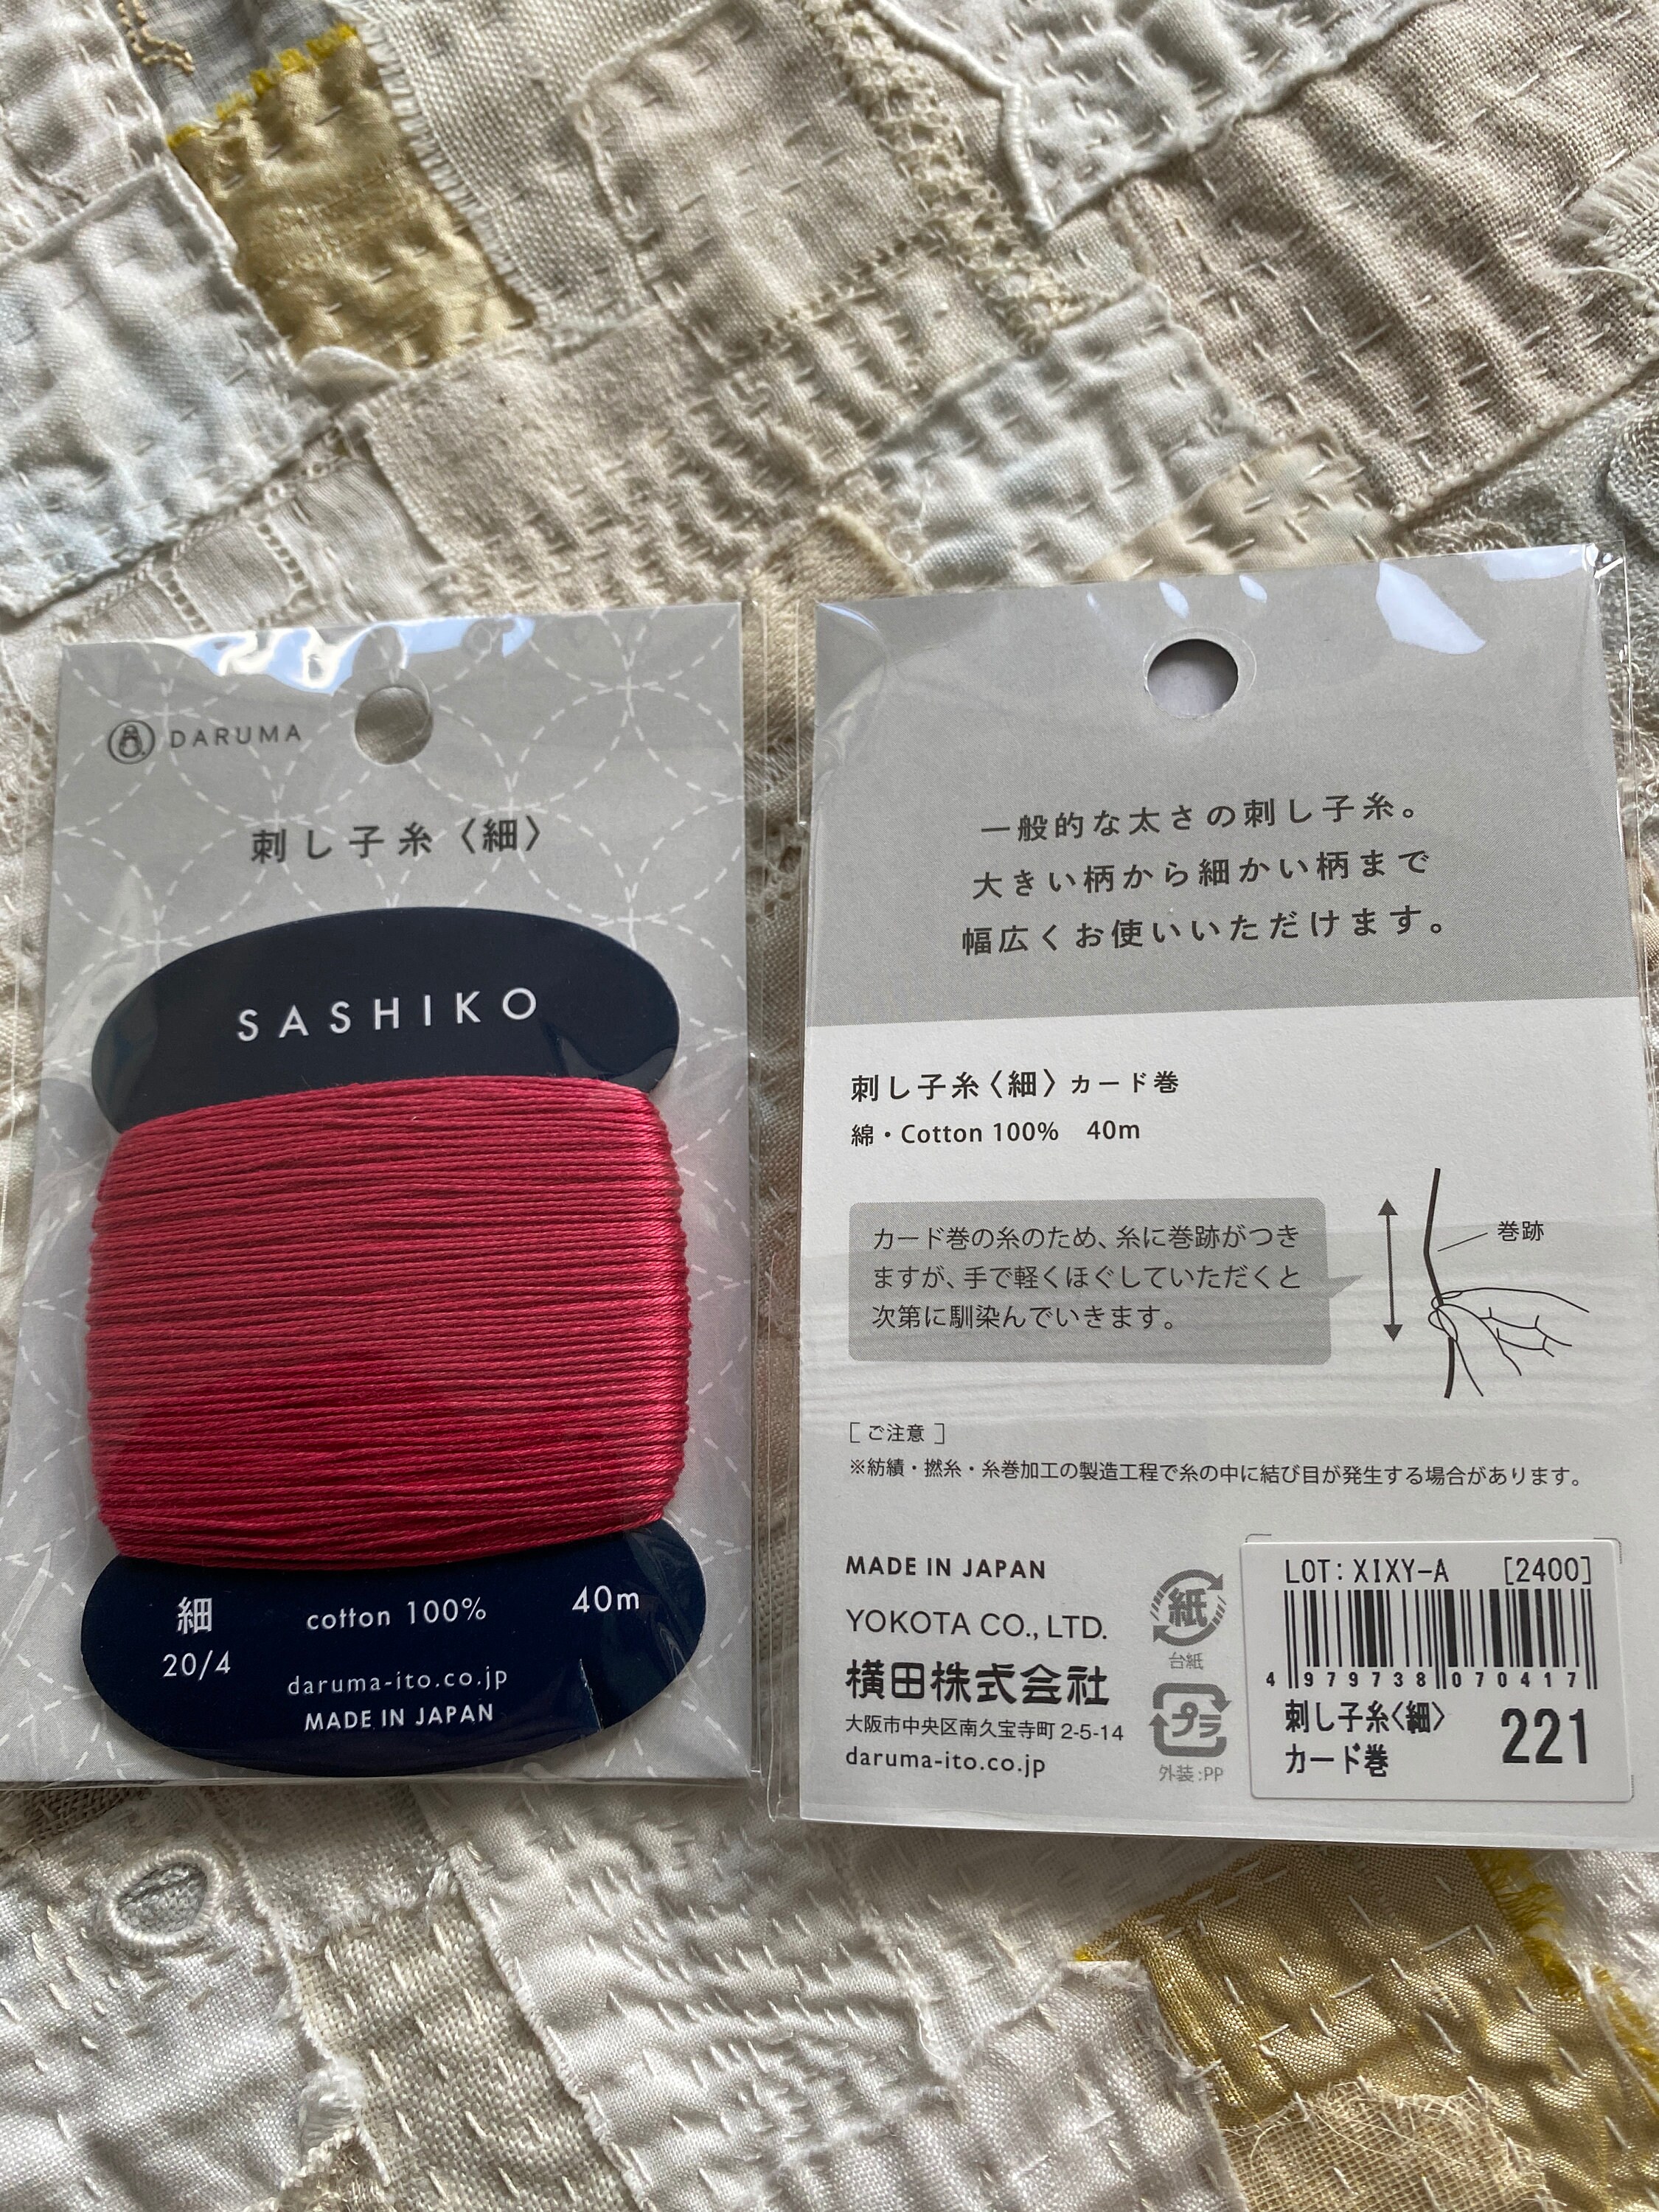 DARUMA
刺し子糸〈細〉
SASHIKO
細
20/4
cotton 100%
40m
daruma-ito.co.jp
MADE IN JAPAN
一般的な太さの刺し子糸。
大きい柄から細かい柄まで
幅広くお使いいただけます。
刺し子糸〈細〉カード巻
綿・Cotton 100% 40m
カード巻の糸のため、糸に巻跡がつき
ますが、手で軽くほぐしていただくと
次第に馴染んでいきます。
巻跡
[ ご注意 ]
※紡績・撚糸・糸巻加工の製造工程で糸の中に結び目が発生する場合があります。
MADE IN JAPAN
YOKOTA CO., LTD.
横田株式会社
大阪市中央区南久宝寺町 2-5-14
daruma-ito.co.jp
紙
台紙
プラ
外装:PP
LOT: XIXY-A [2400]
4 979738 070417
刺し子糸〈細〉
カード巻
221